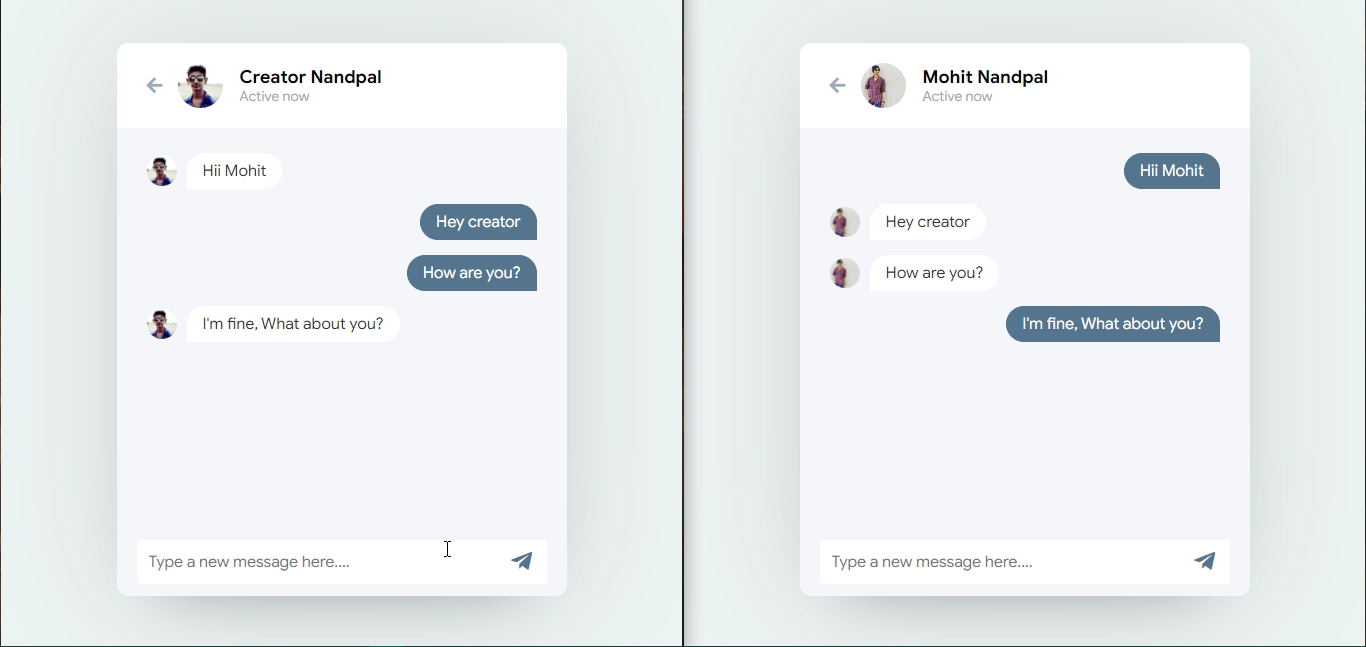 Creator Nandpal
Active now
Hii Mohit
Hey creator
How are you?
I'm fine, What about you?
Type a new message here....
Mohit Nandpal
Active now
Hii Mohit
Hey creator
How are you?
I'm fine, What about you?
Type a new message here....